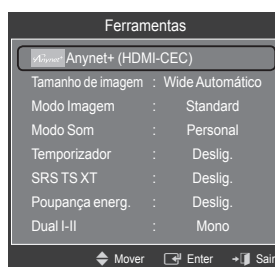 Ferramentas
Anynet+ Anynet+ (HDMI-CEC)
Tamanho de imagem : Wide Automático
Modo Imagem : Standard
Modo Som : Personal
Temporizador : Deslig.
SRS TS XT : Deslig.
Poupança energ. : Deslig.
Dual I-II : Mono
Mover Enter Sair